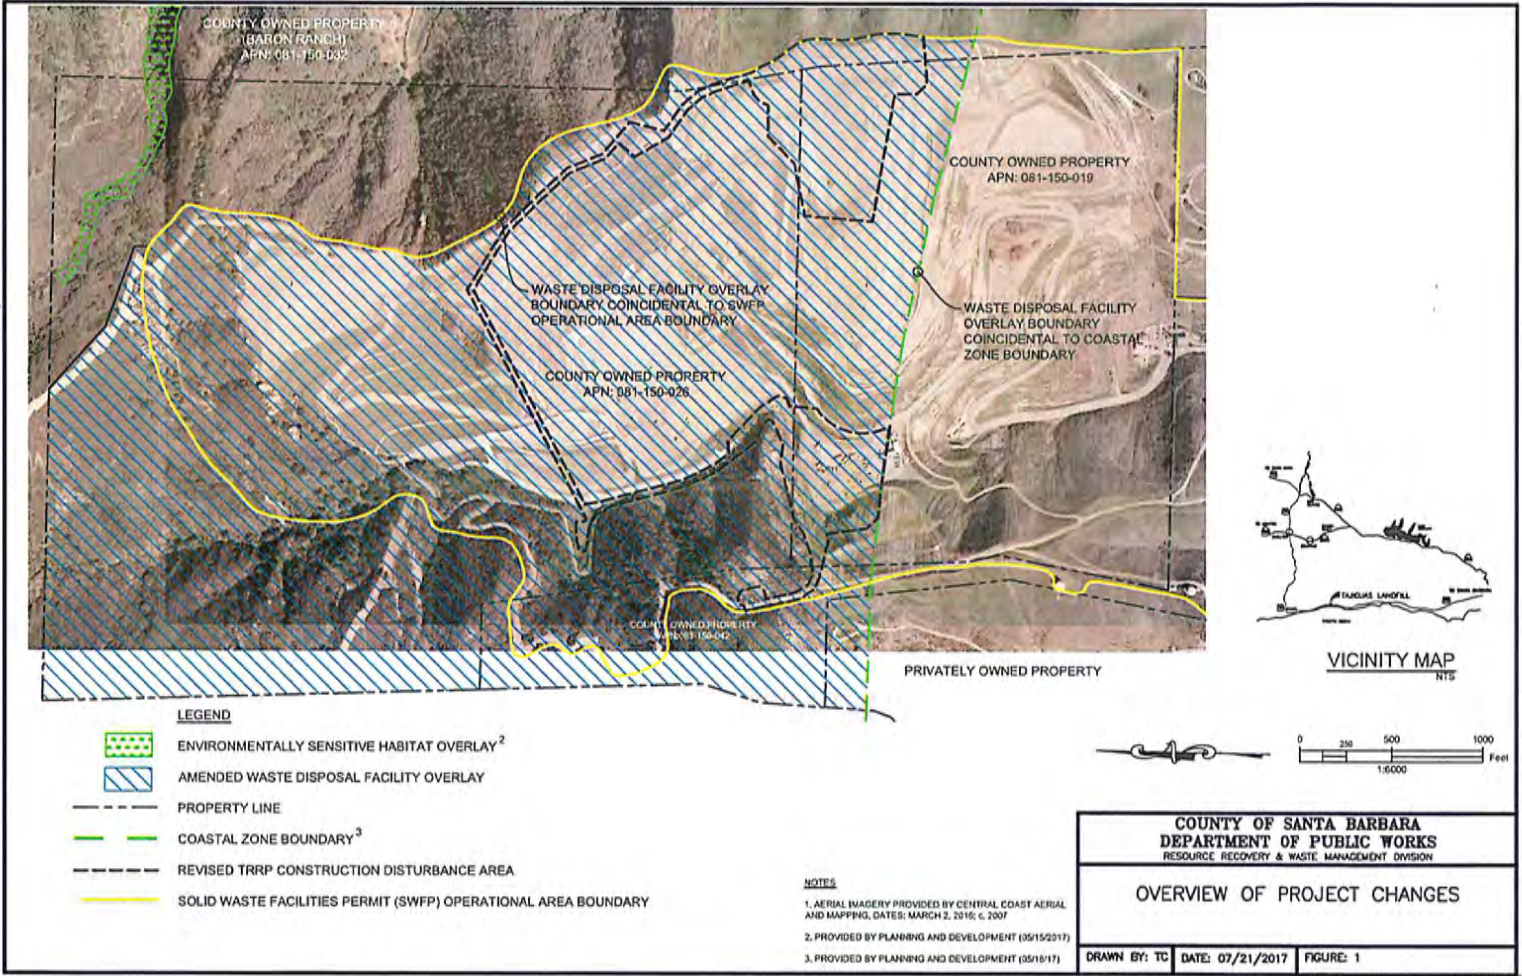 COUNTY OWNED PROPERTY
(BARON RANCH)
APN: 081-150-032
COUNTY OWNED PROPERTY
APN: 081-150-019
WASTE DISPOSAL FACILITY OVERLAY
BOUNDARY COINCIDENTAL TO SWFP
OPERATIONAL AREA BOUNDARY
WASTE DISPOSAL FACILITY
OVERLAY BOUNDARY
COINCIDENTAL TO COASTAL
ZONE BOUNDARY
COUNTY OWNED PROPERTY
APN: 081-150-026
COUNTY OWNED PROPERTY
APN: 081-150-042
PRIVATELY OWNED PROPERTY
TAJIGUAS LANDFILL
VICINITY MAP
NTS
LEGEND
ENVIRONMENTALLY SENSITIVE HABITAT OVERLAY 2
AMENDED WASTE DISPOSAL FACILITY OVERLAY
PROPERTY LINE
COASTAL ZONE BOUNDARY 3
REVISED TRRP CONSTRUCTION DISTURBANCE AREA
SOLID WASTE FACILITIES PERMIT (SWFP) OPERATIONAL AREA BOUNDARY
0 250 500 1000
Feet
1:6000
NOTES
1. AERIAL IMAGERY PROVIDED BY CENTRAL COAST AERIAL
AND MAPPING, DATES: MARCH 2, 2016; c. 2007
2. PROVIDED BY PLANNING AND DEVELOPMENT (05/15/2017)
3. PROVIDED BY PLANNING AND DEVELOPMENT (05/16/17)
COUNTY OF SANTA BARBARA
DEPARTMENT OF PUBLIC WORKS
RESOURCE RECOVERY & WASTE MANAGEMENT DIVISION
OVERVIEW OF PROJECT CHANGES
DRAWN BY: TC DATE: 07/21/2017 FIGURE: 1